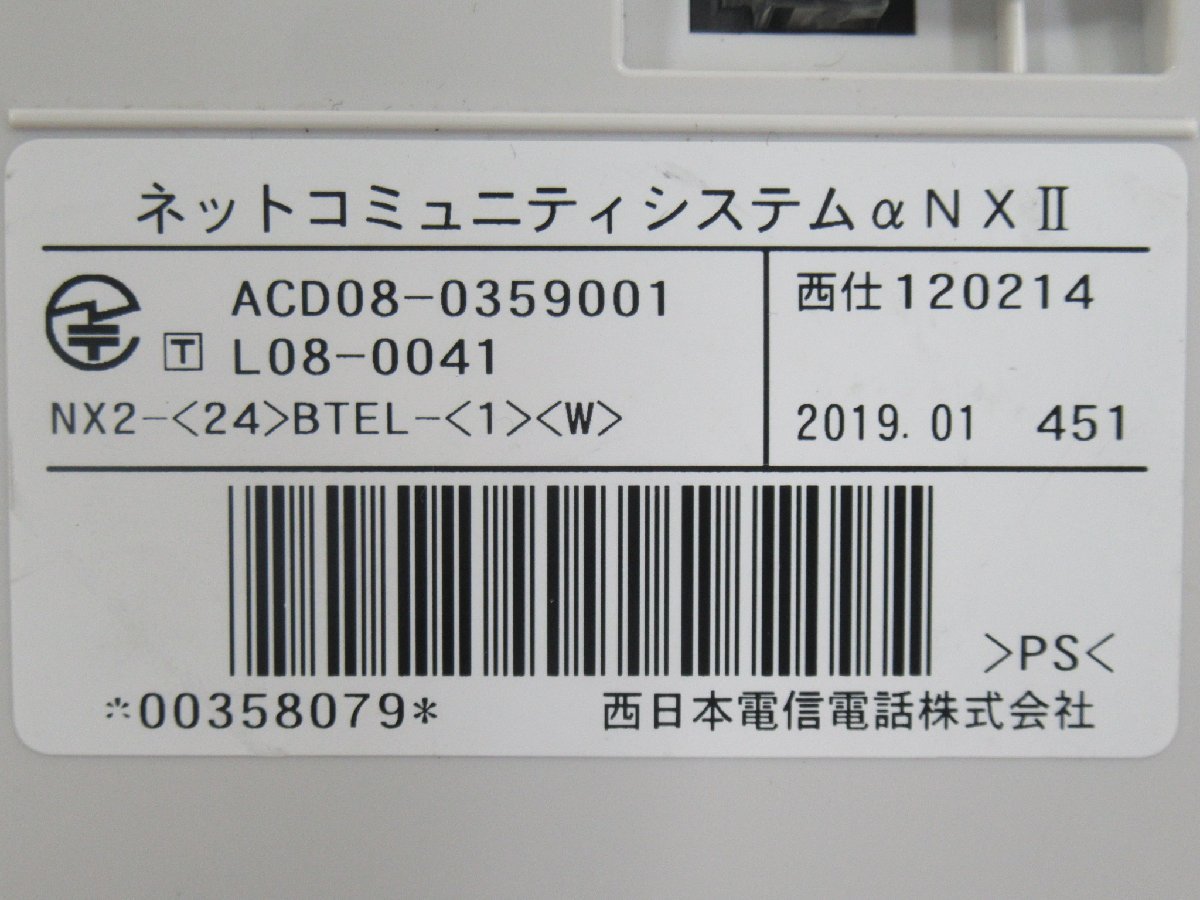 ネットコミュニティシステムαＮＸⅡ
ACD08-0359001
T L08-0041
NX2-<24>BTEL-<1><W>
西仕120214
2019.01 451
>PS<
*00358079*
西日本電信電話株式会社